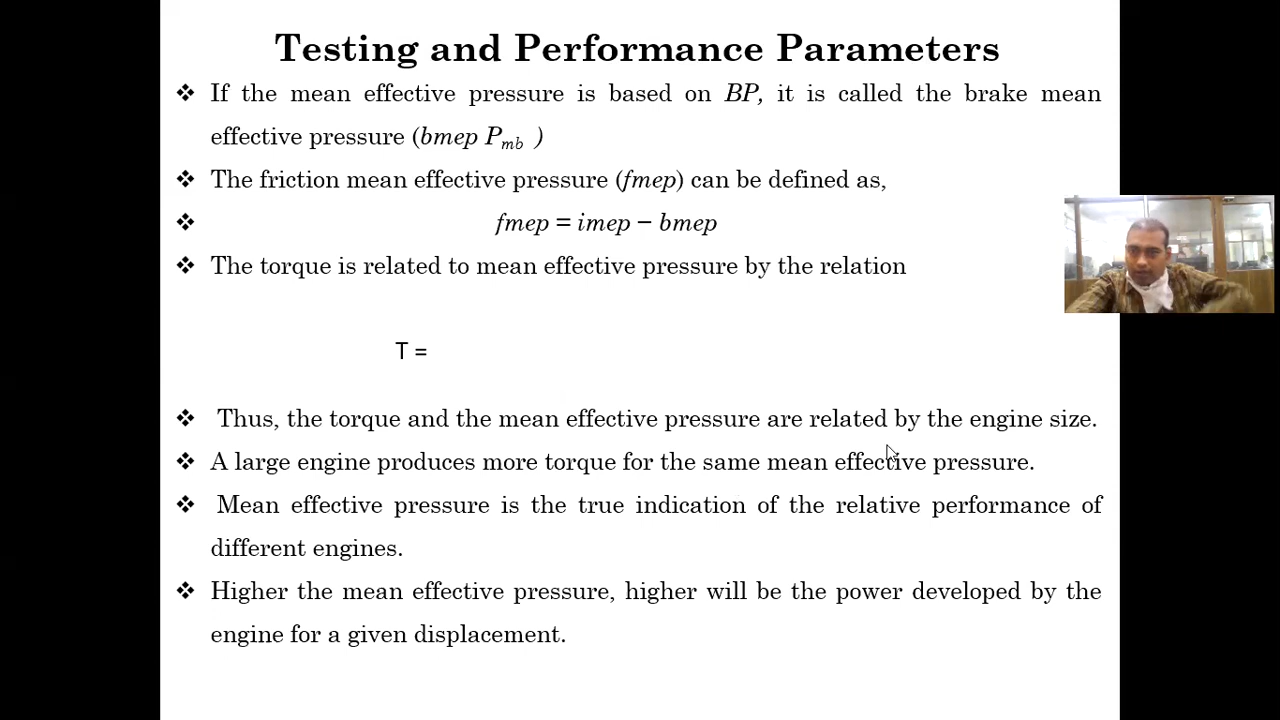 Testing and Performance Parameters
❖ If the mean effective pressure is based on BP, it is called the brake mean
effective pressure (bmep Pmb )
❖ The friction mean effective pressure (fmep) can be defined as,
❖ fmep = imep − bmep
❖ The torque is related to mean effective pressure by the relation
T =
❖ Thus, the torque and the mean effective pressure are related by the engine size.
❖ A large engine produces more torque for the same mean effective pressure.
❖ Mean effective pressure is the true indication of the relative performance of
different engines.
❖ Higher the mean effective pressure, higher will be the power developed by the
engine for a given displacement.